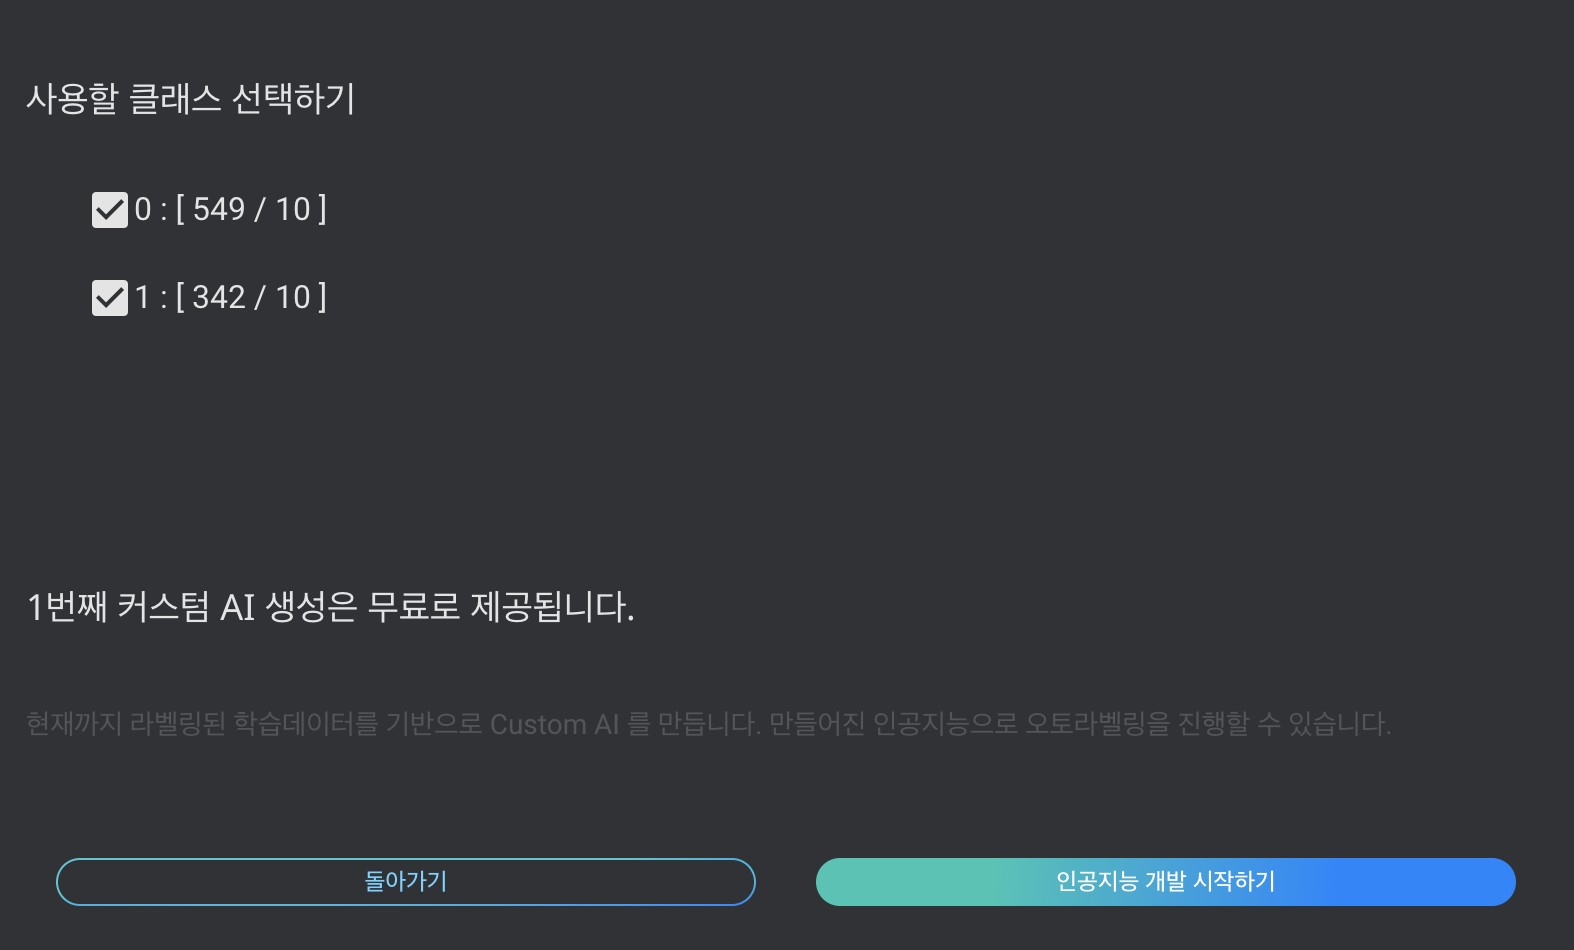 사용할 클래스 선택하기
0 : [ 549 / 10 ]
1 : [ 342 / 10 ]
1번째 커스텀 AI 생성은 무료로 제공됩니다.
현재까지 라벨링된 학습데이터를 기반으로 Custom AI 를 만듭니다. 만들어진 인공지능으로 오토라벨링을 진행할 수 있습니다.
돌아가기
인공지능 개발 시작하기